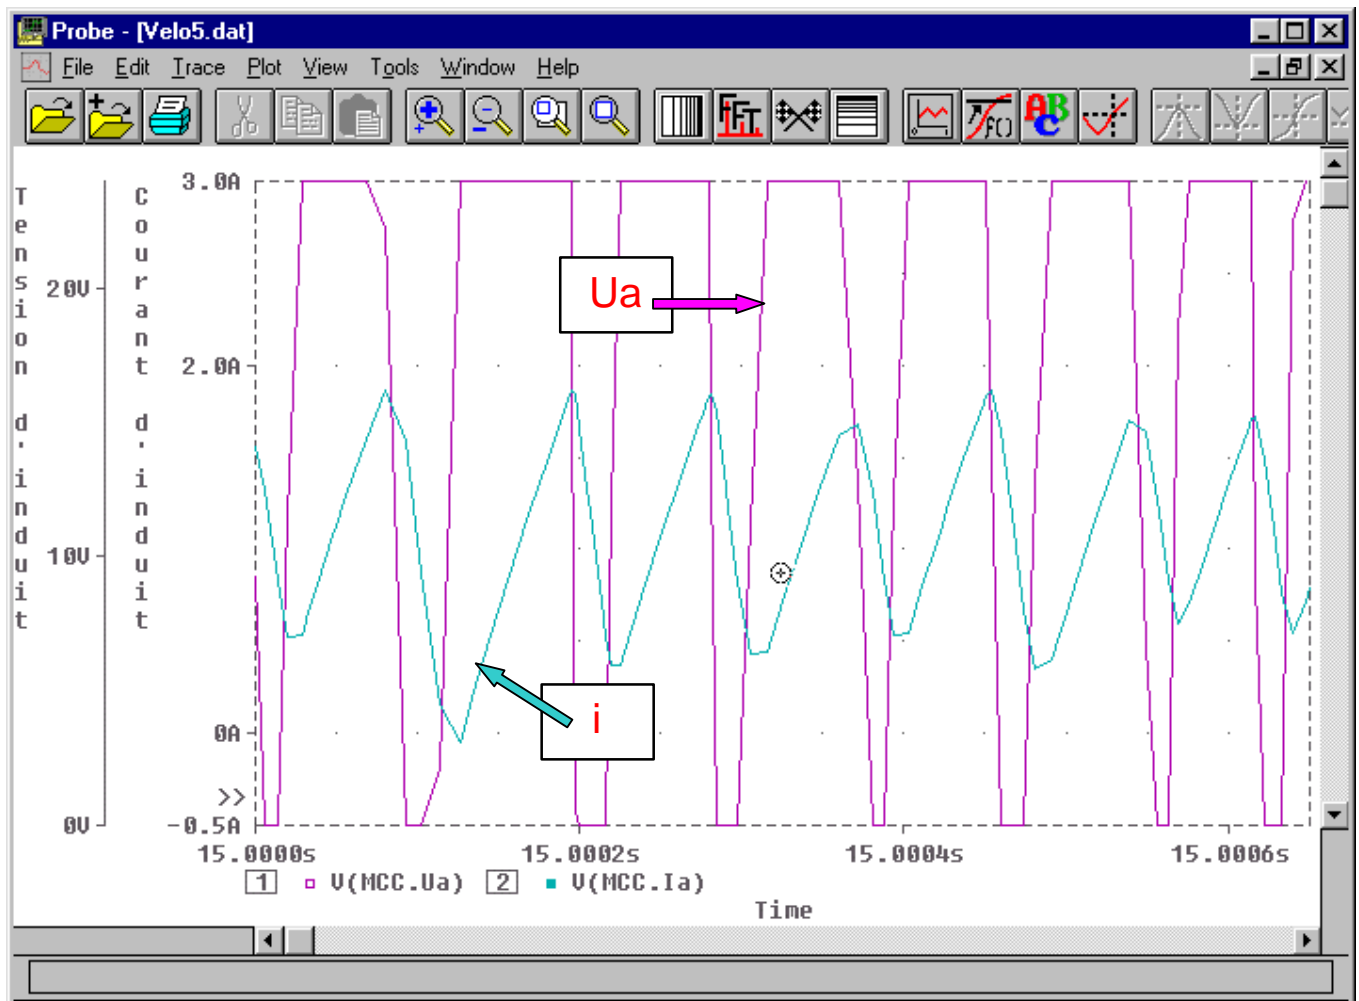 Probe - [Velo5.dat]
File Edit Trace Plot View Tools Window Help
FFT f() ABC
Tension d'induit
Courant d'induit
3.0A
20V
2.0A
10V
0A
>>
0V
-0.5A
Ua
i
15.0000s 15.0002s 15.0004s 15.0006s
1 V(MCC.Ua) 2 V(MCC.Ia)
Time